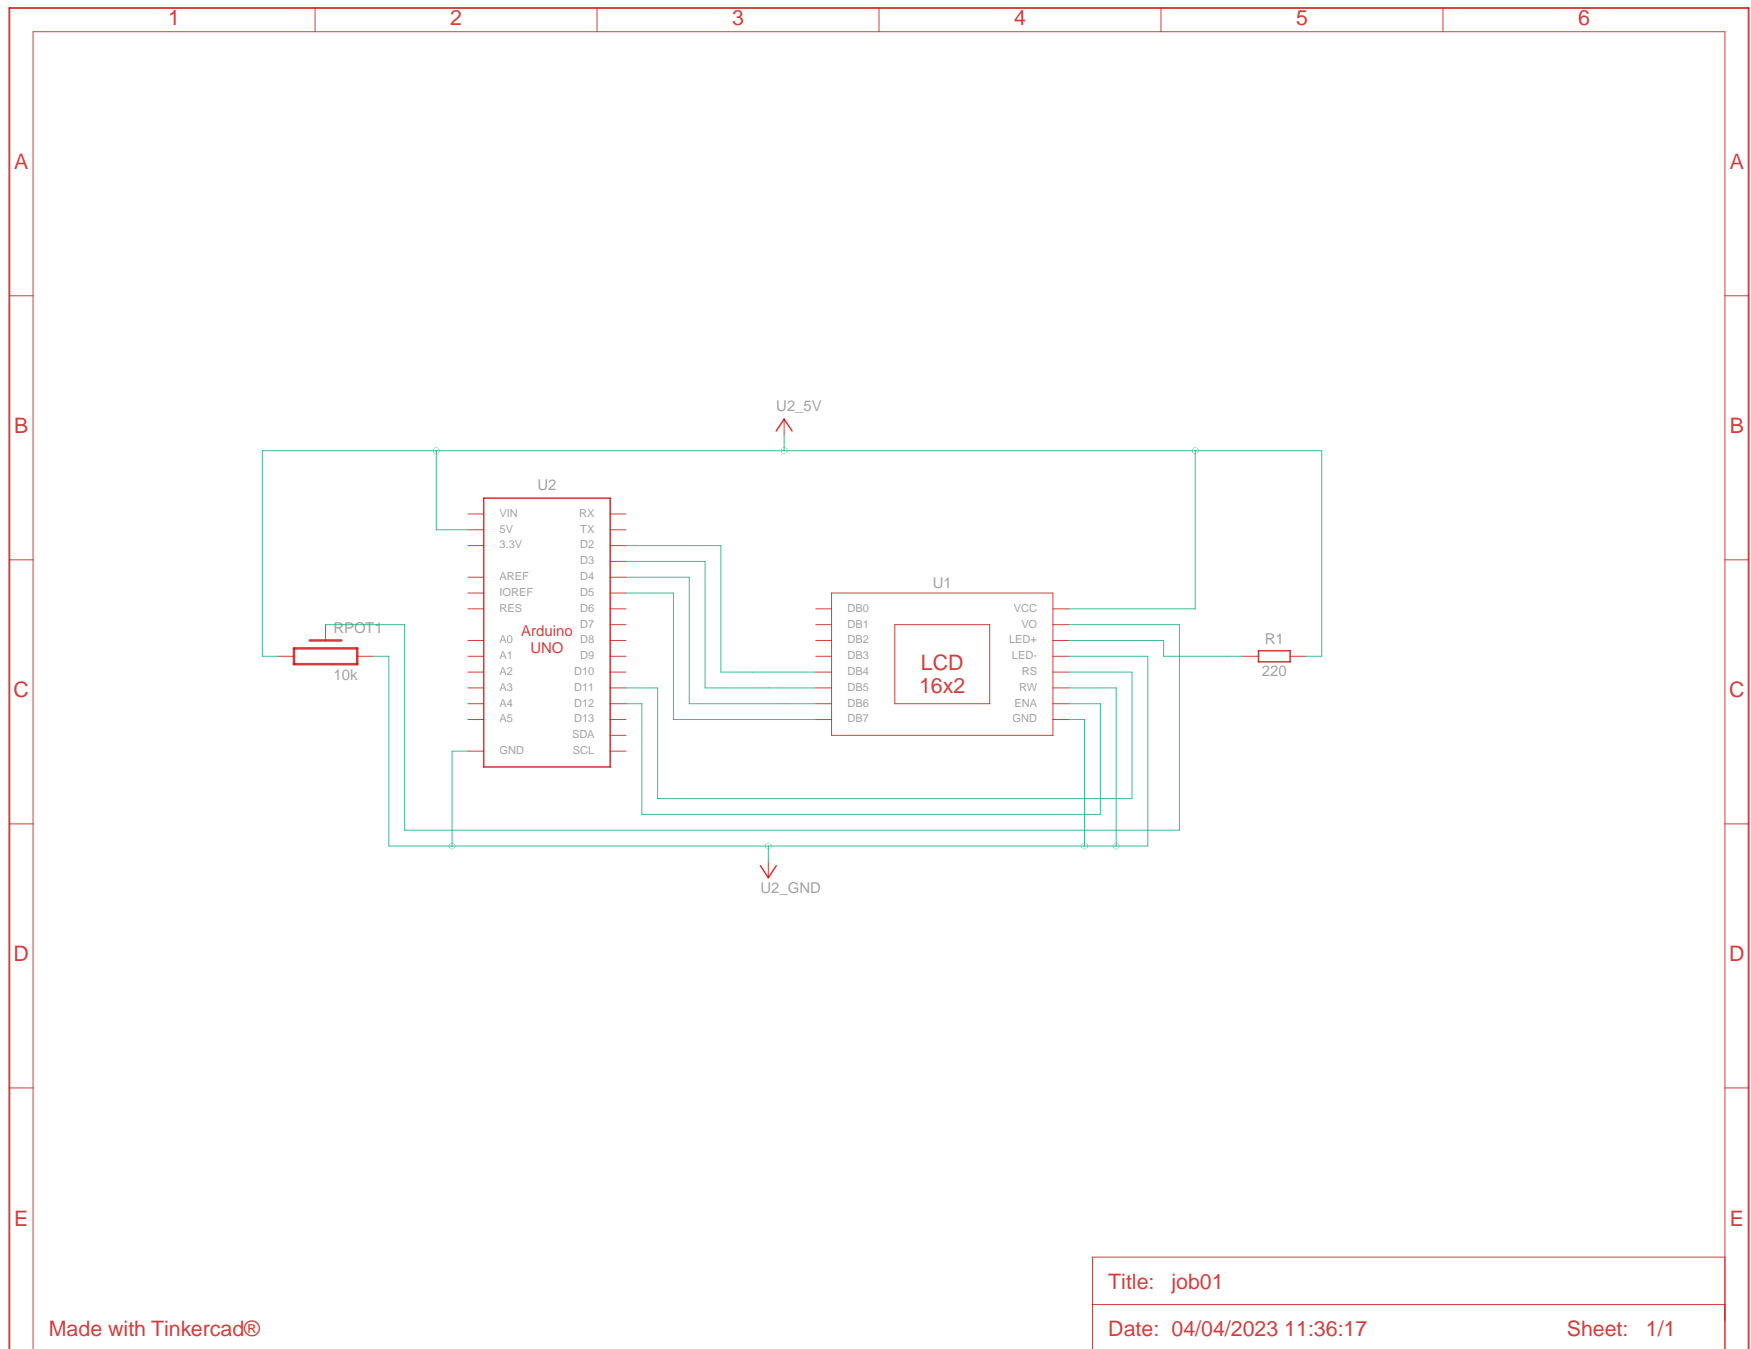 1 2 3 4 5 6
A A
B B
C C
D D
E E
U2_5V
U2
VIN RX
5V TX
3.3V D2
D3
AREF D4
IOREF D5
RES D6
D7
A0 D8
A1 D9
A2 D10
A3 D11
A4 D12
A5 D13
SDA
GND SCL
Arduino
UNO
RPOT1
10k
U1
DB0 VCC
DB1 VO
DB2 LED+
DB3 LED-
DB4 RS
DB5 RW
DB6 ENA
DB7 GND
LCD
16x2
R1
220
U2_GND
Title: job01
Date: 04/04/2023 11:36:17 Sheet: 1/1
Made with Tinkercad®